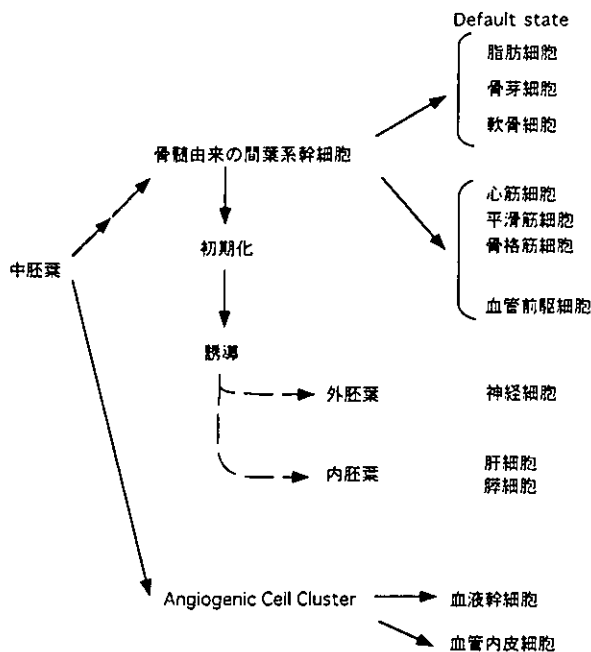 Default state
脂肪細胞
骨芽細胞
軟骨細胞
骨髄由来の間葉系幹細胞
心筋細胞
平滑筋細胞
骨格筋細胞
初期化
中胚葉
血管前駆細胞
誘導
外胚葉 神経細胞
肝細胞
内胚葉
膵細胞
Angiogenic Ceil Cluster 血液幹細胞
血管内皮細胞